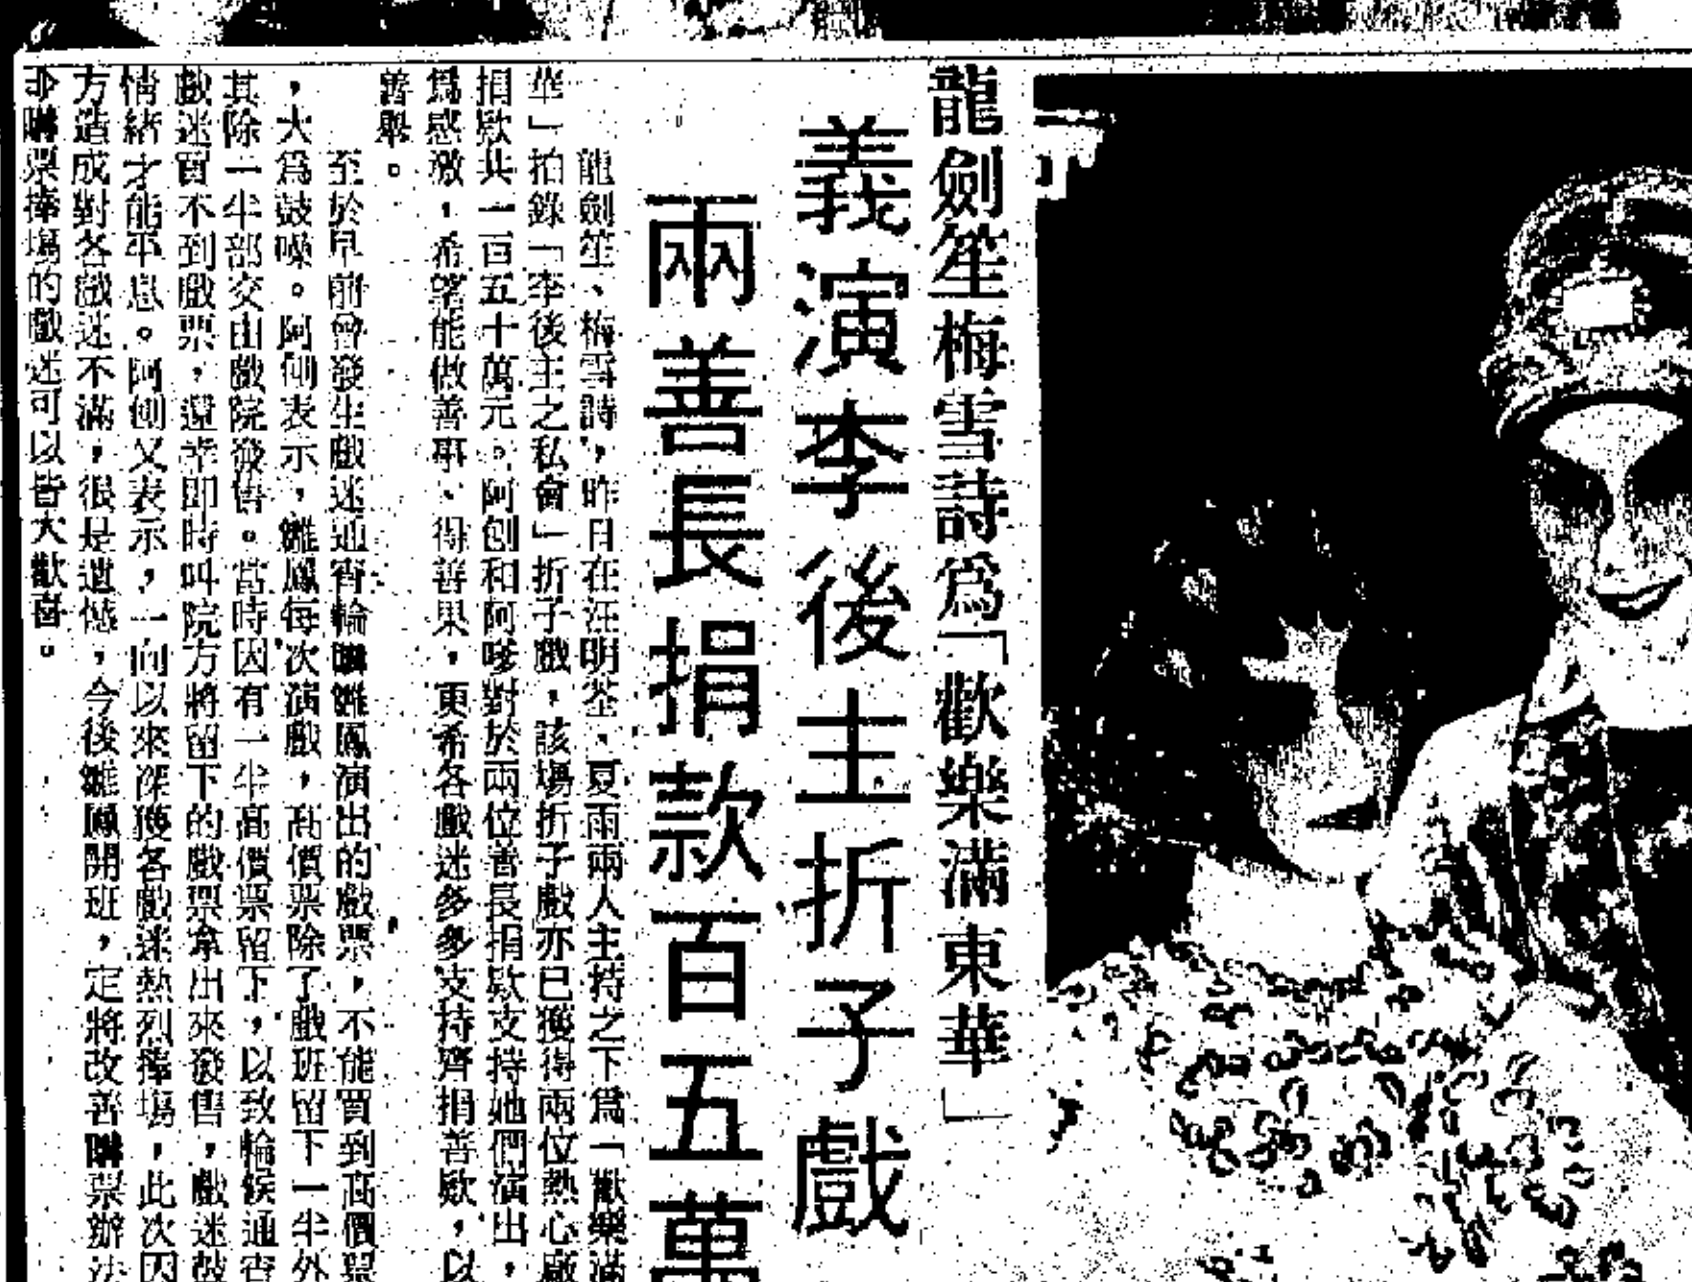 龍劍笙梅雪詩爲「歡樂滿東華」
義演李後主折子戲
兩善長捐款百五萬
龍劍笙、梅雪詩,昨日在汪明荃、夏雨兩人主持之下爲「歡樂滿
華」拍錄「李後主之私會」折子戲,該場折子戲亦已獲得兩位熱心
捐欵共一百五十萬元。阿刨和阿嗲對於兩位善長捐欵支持她們演出,
爲感激,希望能做善事、得善果,更希各戲迷多多支持齊捐善欵,以
善舉。
至於早前曾發生戲迷通宵輪購雛鳳演出的戲票,不能買到高價票
,大爲鼓噪。阿刨表示,雛鳳每次演戲,高價票除了戲班留下一半外
其除一半部交由戲院發售。當時因有一半高價票留下,以致輪候通宵
戲迷買不到戲票,還幸即時叫院方將留下的戲票拿出來發售,戲迷鼓
情緒才能平息。阿刨又表示,一向以來深獲各戲迷熱烈捧場,此次因
方造成對各戲迷不滿,很是遺憾,今後雛鳳開班,定將改善購票辦法
令購票捧場的戲迷可以皆大歡喜。